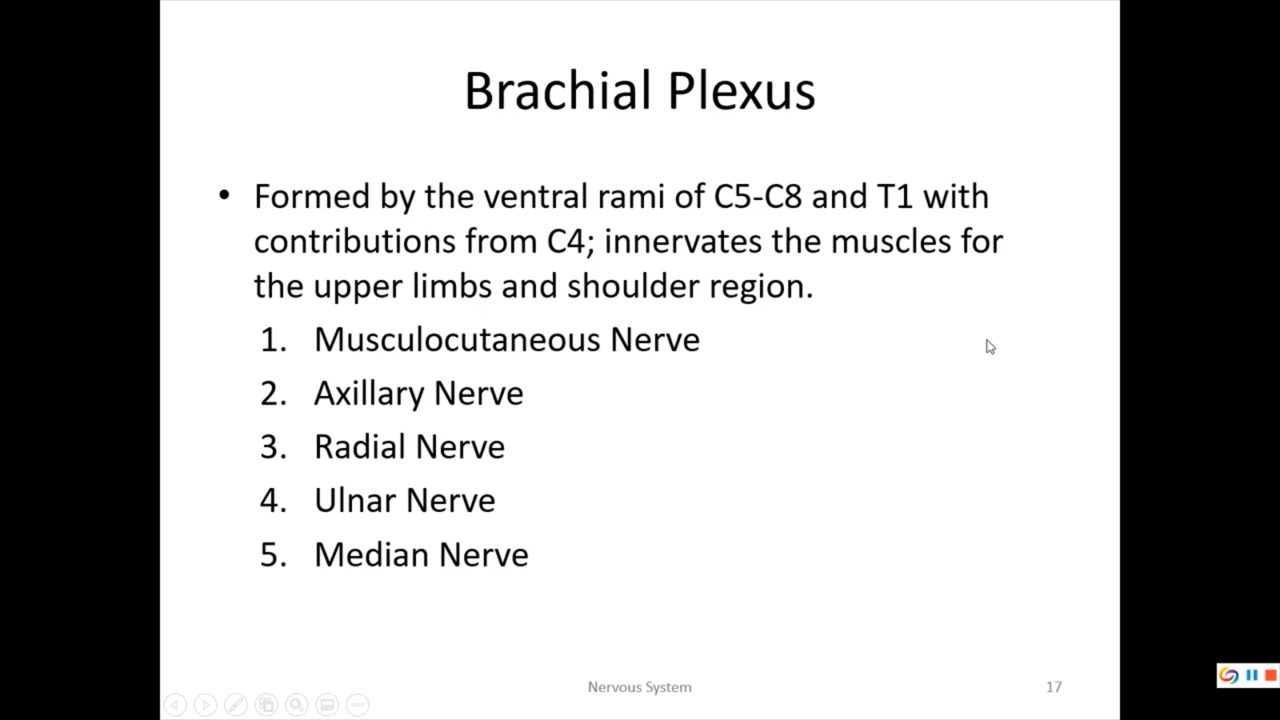 Brachial Plexus
• Formed by the ventral rami of C5-C8 and T1 with
contributions from C4; innervates the muscles for
the upper limbs and shoulder region.
1. Musculocutaneous Nerve
2. Axillary Nerve
3. Radial Nerve
4. Ulnar Nerve
5. Median Nerve
Nervous System
17